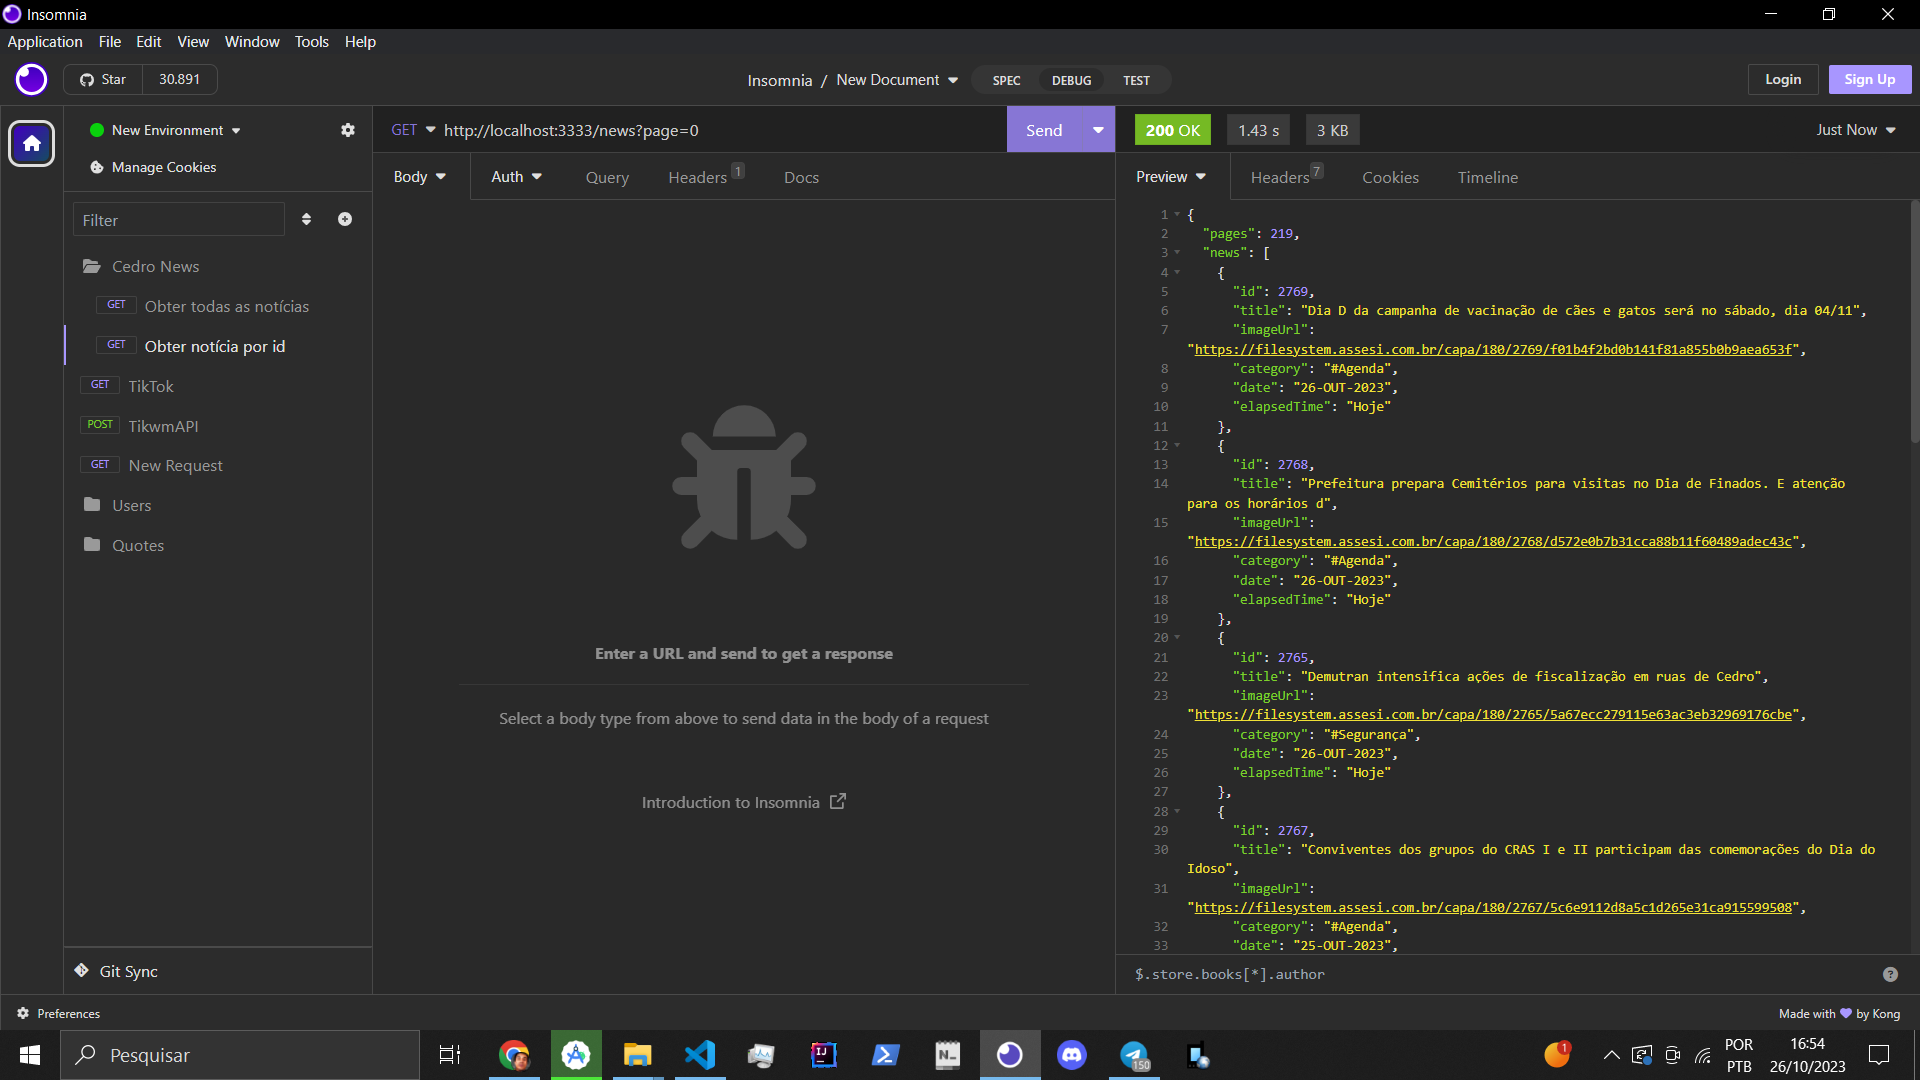 Insomnia
Application File Edit View Window Tools Help
Star 30.891
Insomnia / New Document
SPEC DEBUG TEST
Login Sign Up
New Environment
Manage Cookies
Filter
Cedro News
GET Obter todas as notícias
GET Obter notícia por id
GET TikTok
POST TikwmAPI
GET New Request
Users
Quotes
Git Sync
GET http://localhost:3333/news?page=0 Send
Body Auth Query Headers 1 Docs
Enter a URL and send to get a response
Select a body type from above to send data in the body of a request
Introduction to Insomnia
200 OK 1.43 s 3 KB Just Now
Preview Headers 7 Cookies Timeline
1 {
2 "pages": 219,
3 "news": [
4 {
5 "id": 2769,
6 "title": "Dia D da campanha de vacinação de cães e gatos será no sábado, dia 04/11",
7 "imageUrl":
"https://filesystem.assesi.com.br/capa/180/2769/f01b4f2bd0b141f81a855b0b9aea653f",
8 "category": "#Agenda",
9 "date": "26-OUT-2023",
10 "elapsedTime": "Hoje"
11 },
12 {
13 "id": 2768,
14 "title": "Prefeitura prepara Cemitérios para visitas no Dia de Finados. E atenção
para os horários d",
15 "imageUrl":
"https://filesystem.assesi.com.br/capa/180/2768/d572e0b7b31cca88b11f60489adec43c",
16 "category": "#Agenda",
17 "date": "26-OUT-2023",
18 "elapsedTime": "Hoje"
19 },
20 {
21 "id": 2765,
22 "title": "Demutran intensifica ações de fiscalização em ruas de Cedro",
23 "imageUrl":
"https://filesystem.assesi.com.br/capa/180/2765/5a67ecc279115e63ac3eb32969176cbe",
24 "category": "#Segurança",
25 "date": "26-OUT-2023",
26 "elapsedTime": "Hoje"
27 },
28 {
29 "id": 2767,
30 "title": "Conviventes dos grupos do CRAS I e II participam das comemorações do Dia do
Idoso",
31 "imageUrl":
"https://filesystem.assesi.com.br/capa/180/2767/5c6e9112d8a5c1d265e31ca915599508",
32 "category": "#Agenda",
33 "date": "25-OUT-2023",
$.store.books[*].author
Preferences
Made with by Kong
Pesquisar
IJ
N
150
1
POR
PTB
16:54
26/10/2023